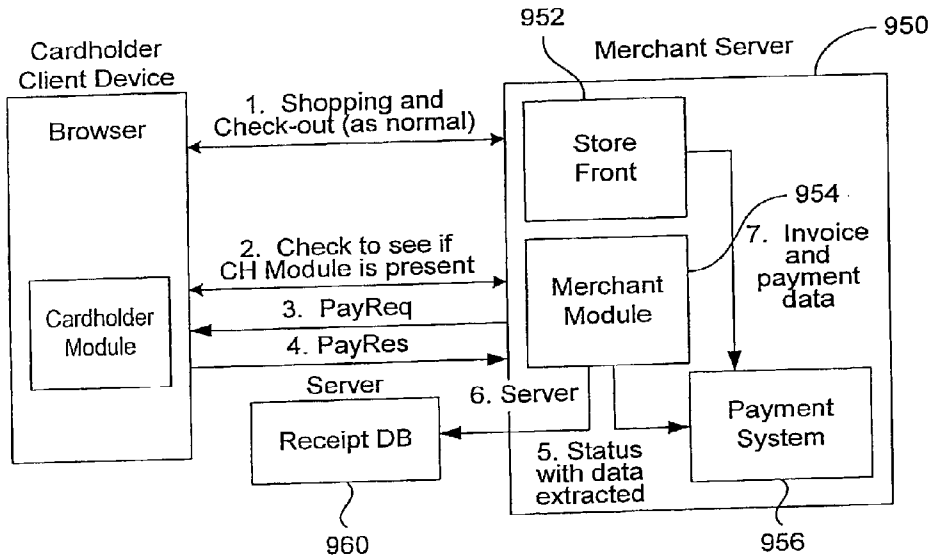 952
950
Cardholder
Client Device
Merchant Server
Browser
1. Shopping and
Check-out (as normal)
Store
Front
954
2. Check to see if
CH Module is present
7. Invoice
and
payment
data
Merchant
Module
Cardholder
Module
3. PayReq
4. PayRes
Server
6. Server
Receipt DB
Payment
System
5. Status
with data
extracted
960
956